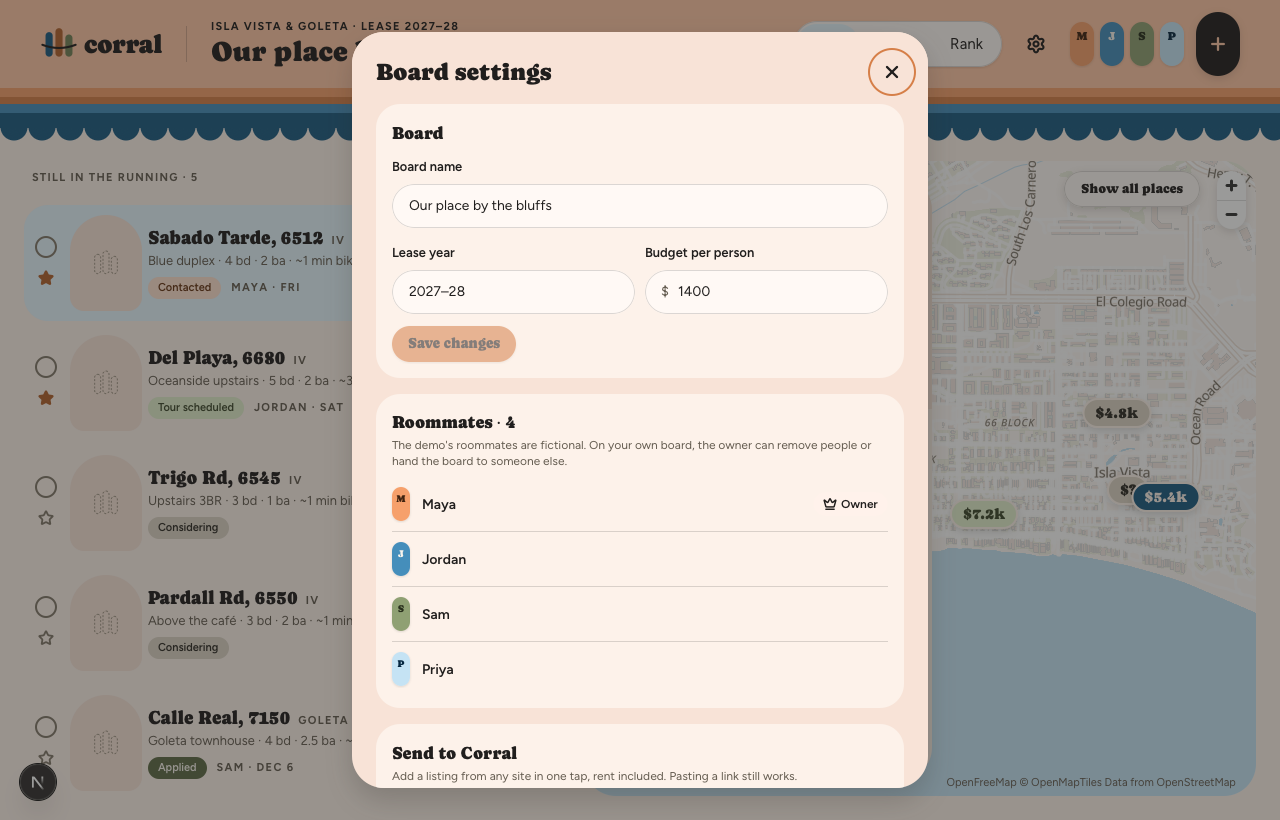 ISLA VISTA & GOLETA · LEASE 2027–28
corral
Our place
Rank
M
J
S
P
Board settings
Board
Board name
Our place by the bluffs
Lease year
Budget per person
2027–28
$ 1400
Save changes
Roommates · 4
The demo's roommates are fictional. On your own board, the owner can remove people or
hand the board to someone else.
M
Maya
Owner
J
Jordan
S
Sam
P
Priya
Send to Corral
Add a listing from any site in one tap, rent included. Pasting a link still works.
STILL IN THE RUNNING · 5
Sabado Tarde, 6512 IV
Blue duplex · 4 bd · 2 ba · ~1 min bik
Contacted MAYA · FRI
Del Playa, 6680 IV
Oceanside upstairs · 5 bd · 2 ba · ~3
Tour scheduled JORDAN · SAT
Trigo Rd, 6545 IV
Upstairs 3BR · 3 bd · 1 ba · ~1 min bi
Considering
Pardall Rd, 6550 IV
Above the café · 3 bd · 2 ba · ~1 min
Considering
Calle Real, 7150 GOLETA
Goleta townhouse · 4 bd · 2.5 ba · ~
Applied SAM · DEC 6
N
South Los Carnero
Show all places
+
−
El Colegio Road
$4.8k
Ocean Road
66 BLOCK
Isla Vista
$5.4k
$7.2k
OpenFreeMap © OpenMapTiles Data from OpenStreetMap